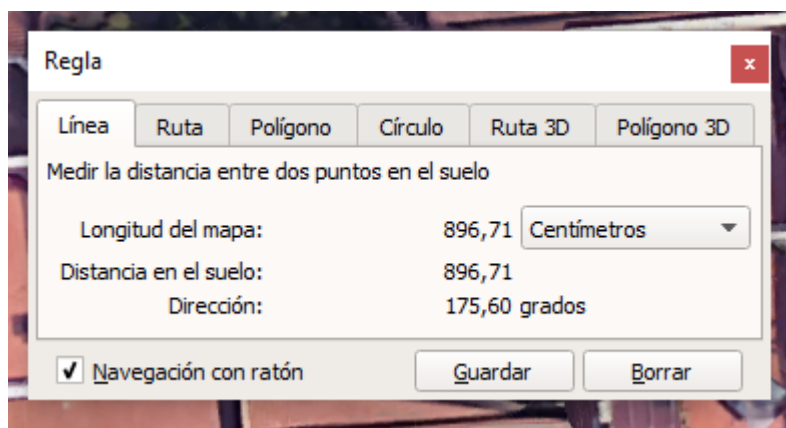 Regla
x
Línea Ruta Polígono Círculo Ruta 3D Polígono 3D
Medir la distancia entre dos puntos en el suelo
Longitud del mapa: 896,71 Centímetros
Distancia en el suelo: 896,71
Dirección: 175,60 grados
Navegación con ratón Guardar Borrar